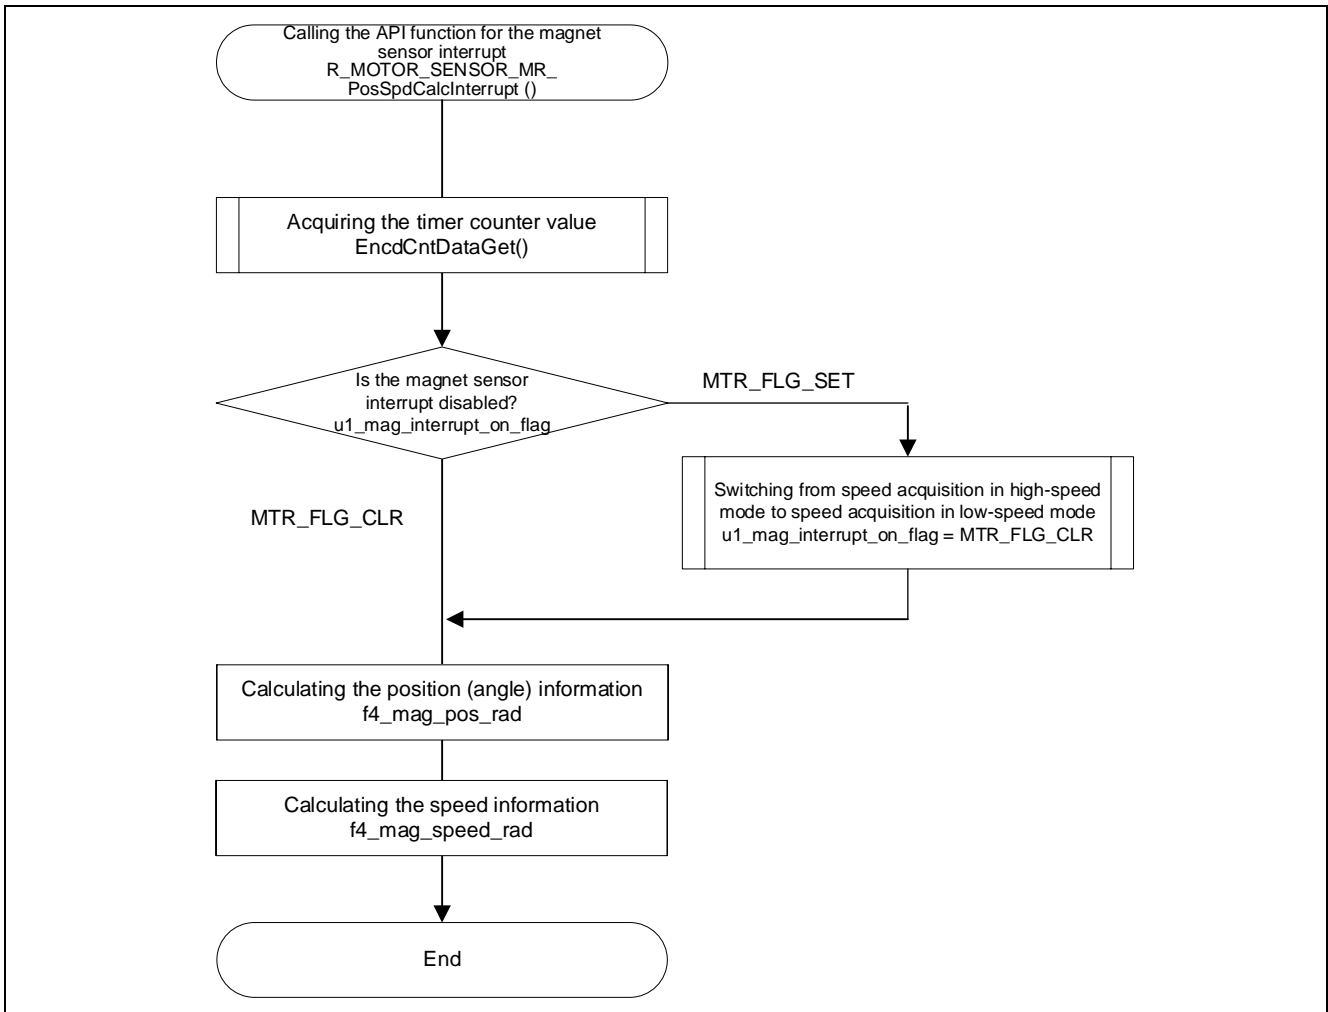 Calling the API function for the magnet
sensor interrupt
R_MOTOR_SENSOR_MR_
PosSpdCalcInterrupt ()
Acquiring the timer counter value
EncdCntDataGet()
Is the magnet sensor
interrupt disabled?
u1_mag_interrupt_on_flag
MTR_FLG_SET
Switching from speed acquisition in high-speed
mode to speed acquisition in low-speed mode
u1_mag_interrupt_on_flag = MTR_FLG_CLR
MTR_FLG_CLR
Calculating the position (angle) information
f4_mag_pos_rad
Calculating the speed information
f4_mag_speed_rad
End